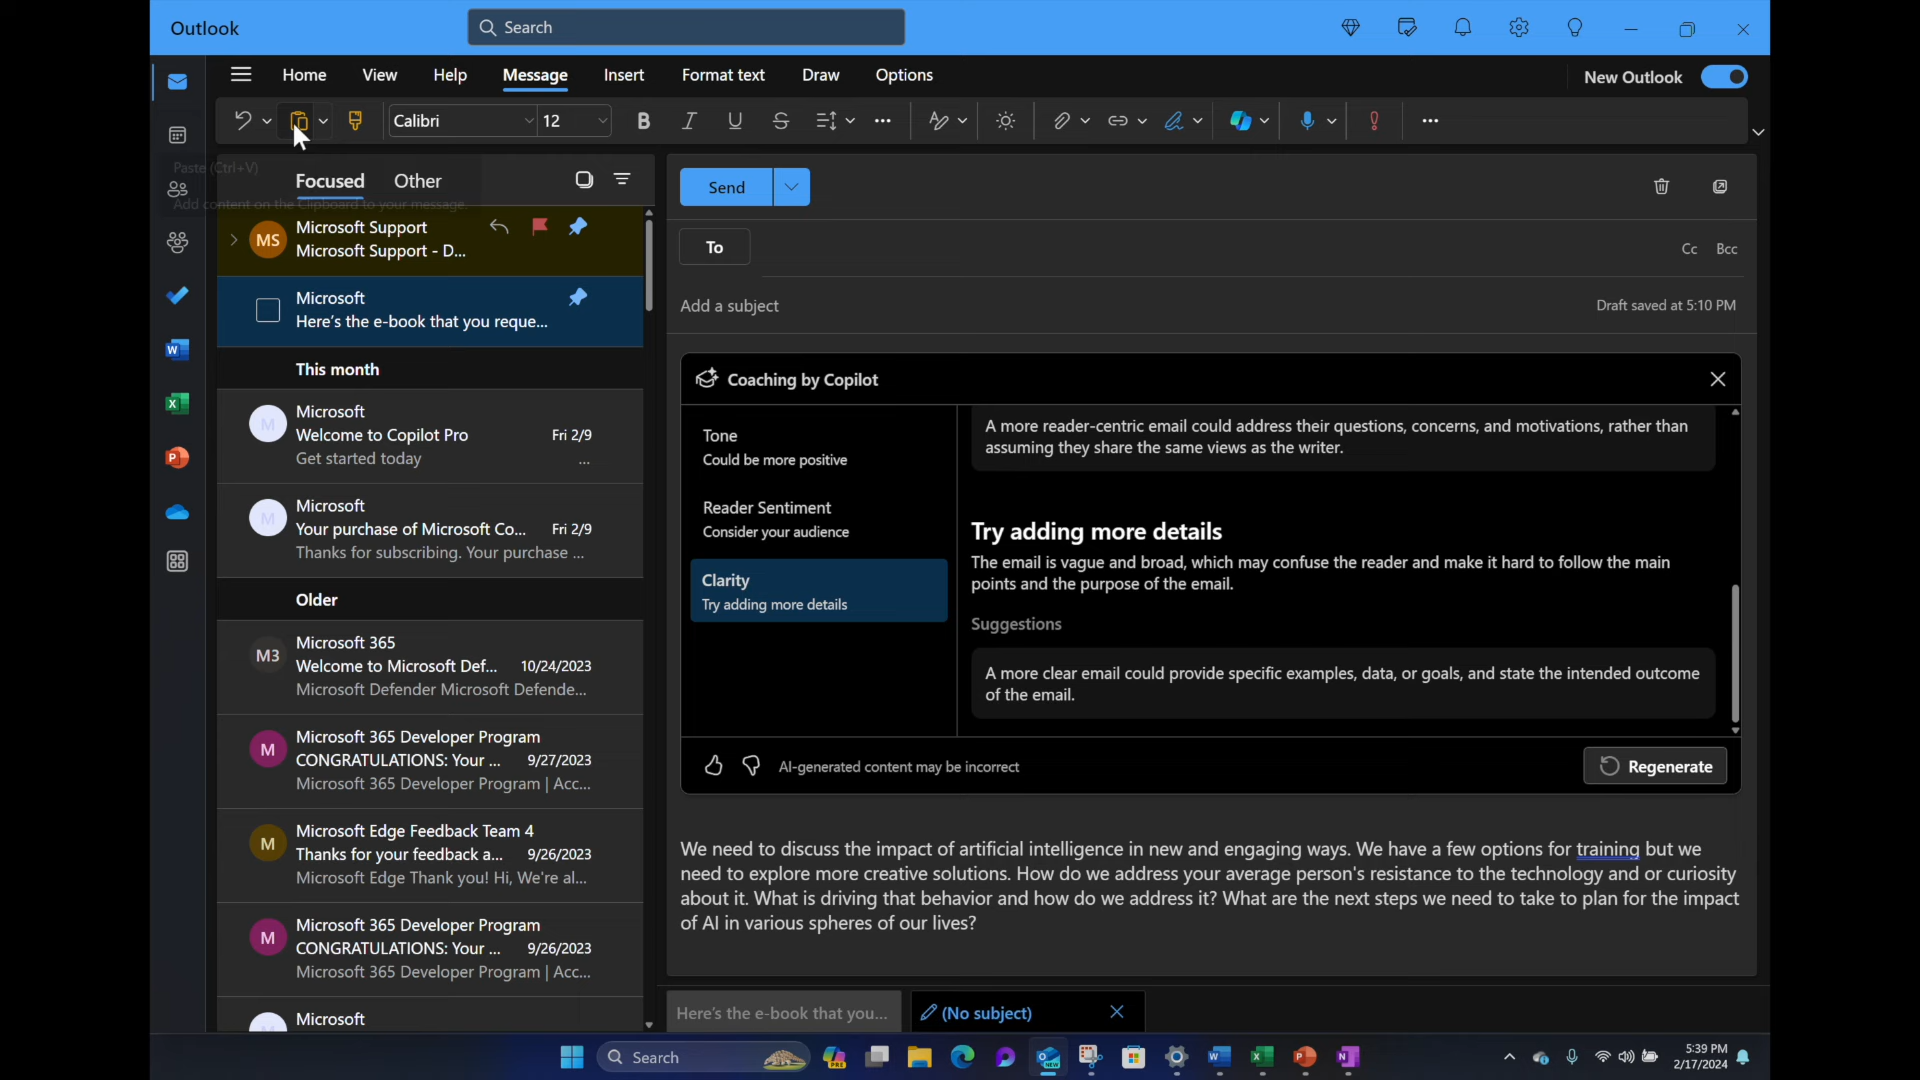 Outlook
Search
Home View Help Message Insert Format text Draw Options
New Outlook
Calibri 12
Paste (Ctrl+V)
Add content on the Clipboard to your message.
Focused Other
MS
Microsoft Support
Microsoft Support - D...
Microsoft
Here's the e-book that you reque...
This month
M
Microsoft
Welcome to Copilot Pro Fri 2/9
Get started today ...
M
Microsoft
Your purchase of Microsoft Co... Fri 2/9
Thanks for subscribing. Your purchase ...
Older
M3
Microsoft 365
Welcome to Microsoft Def... 10/24/2023
Microsoft Defender Microsoft Defende...
M
Microsoft 365 Developer Program
CONGRATULATIONS: Your ... 9/27/2023
Microsoft 365 Developer Program | Acc...
M
Microsoft Edge Feedback Team 4
Thanks for your feedback a... 9/26/2023
Microsoft Edge Thank you! Hi, We're al...
M
Microsoft 365 Developer Program
CONGRATULATIONS: Your ... 9/26/2023
Microsoft 365 Developer Program | Acc...
Microsoft
Send
To
Cc Bcc
Add a subject
Draft saved at 5:10 PM
Coaching by Copilot
Tone
Could be more positive
Reader Sentiment
Consider your audience
Clarity
Try adding more details
A more reader-centric email could address their questions, concerns, and motivations, rather than
assuming they share the same views as the writer.
Try adding more details
The email is vague and broad, which may confuse the reader and make it hard to follow the main
points and the purpose of the email.
Suggestions
A more clear email could provide specific examples, data, or goals, and state the intended outcome
of the email.
AI-generated content may be incorrect
Regenerate
We need to discuss the impact of artificial intelligence in new and engaging ways. We have a few options for training but we
need to explore more creative solutions. How do we address your average person's resistance to the technology and or curiosity
about it. What is driving that behavior and how do we address it? What are the next steps we need to take to plan for the impact
of AI in various spheres of our lives?
Here's the e-book that you...
(No subject)
Search
5:39 PM
2/17/2024